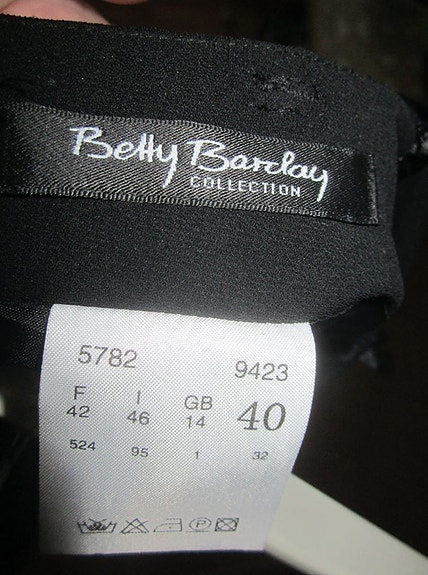 Betty Barclay
COLLECTION
5782 9423
F I GB 40
42 46 14
524 95 1 32
P